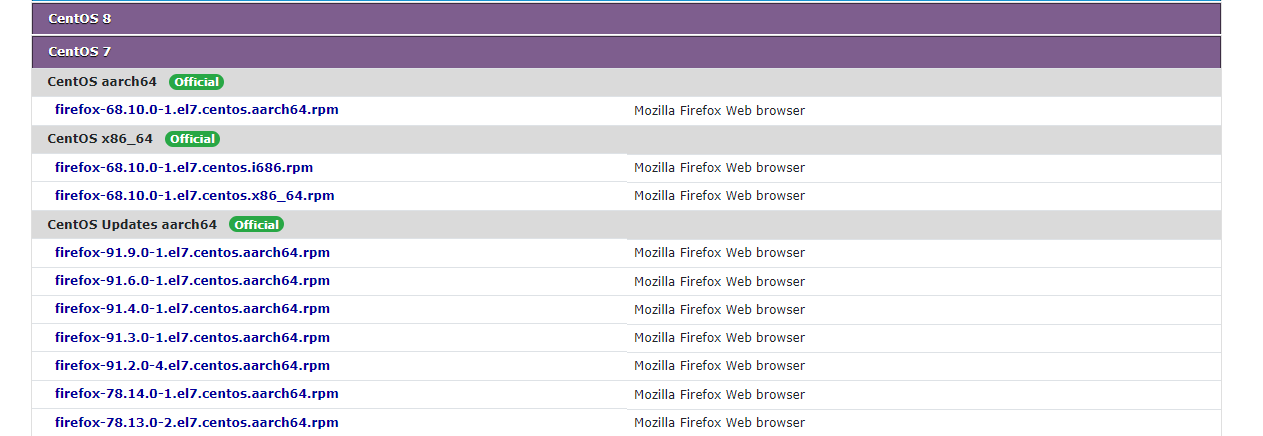 CentOS 8
CentOS 7
CentOS aarch64 Official
firefox-68.10.0-1.el7.centos.aarch64.rpm Mozilla Firefox Web browser
CentOS x86_64 Official
firefox-68.10.0-1.el7.centos.i686.rpm Mozilla Firefox Web browser
firefox-68.10.0-1.el7.centos.x86_64.rpm Mozilla Firefox Web browser
CentOS Updates aarch64 Official
firefox-91.9.0-1.el7.centos.aarch64.rpm Mozilla Firefox Web browser
firefox-91.6.0-1.el7.centos.aarch64.rpm Mozilla Firefox Web browser
firefox-91.4.0-1.el7.centos.aarch64.rpm Mozilla Firefox Web browser
firefox-91.3.0-1.el7.centos.aarch64.rpm Mozilla Firefox Web browser
firefox-91.2.0-4.el7.centos.aarch64.rpm Mozilla Firefox Web browser
firefox-78.14.0-1.el7.centos.aarch64.rpm Mozilla Firefox Web browser
firefox-78.13.0-2.el7.centos.aarch64.rpm Mozilla Firefox Web browser